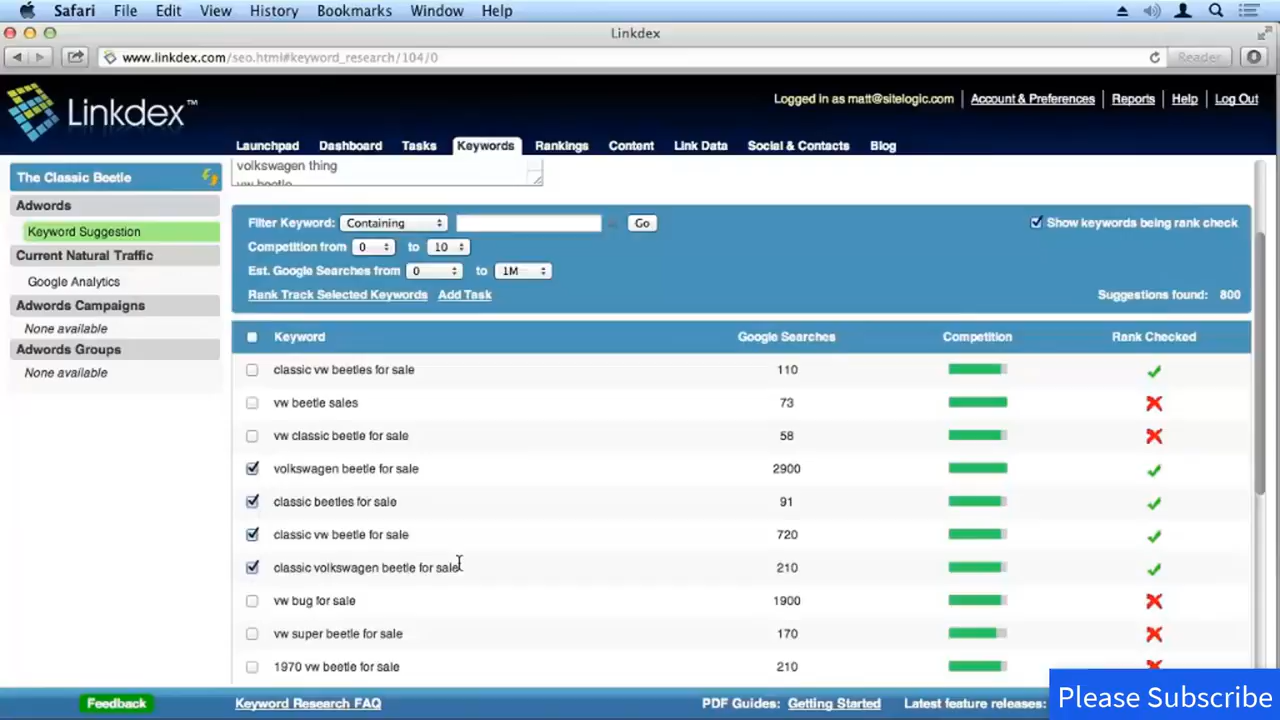 Safari File Edit View History Bookmarks Window Help
Linkdex
www.linkdex.com/seo.html#keyword_research/104/0
Reader
Linkdex™
Logged in as matt@sitelogic.com Account & Preferences Reports Help Log Out
Launchpad Dashboard Tasks Keywords Rankings Content Link Data Social & Contacts Blog
The Classic Beetle
Adwords
Keyword Suggestion
Current Natural Traffic
Google Analytics
Adwords Campaigns
None available
Adwords Groups
None available
volkswagen thing
vw beetle
Filter Keyword: Containing Go
Show keywords being rank check
Competition from 0 to 10
Est. Google Searches from 0 to 1M
Rank Track Selected Keywords Add Task
Suggestions found: 800
Keyword Google Searches Competition Rank Checked
classic vw beetles for sale 110
vw beetle sales 73
vw classic beetle for sale 58
volkswagen beetle for sale 2900
classic beetles for sale 91
classic vw beetle for sale 720
classic volkswagen beetle for sale 210
vw bug for sale 1900
vw super beetle for sale 170
1970 vw beetle for sale 210
Feedback Keyword Research FAQ PDF Guides: Getting Started Latest feature releases:
Please Subscribe